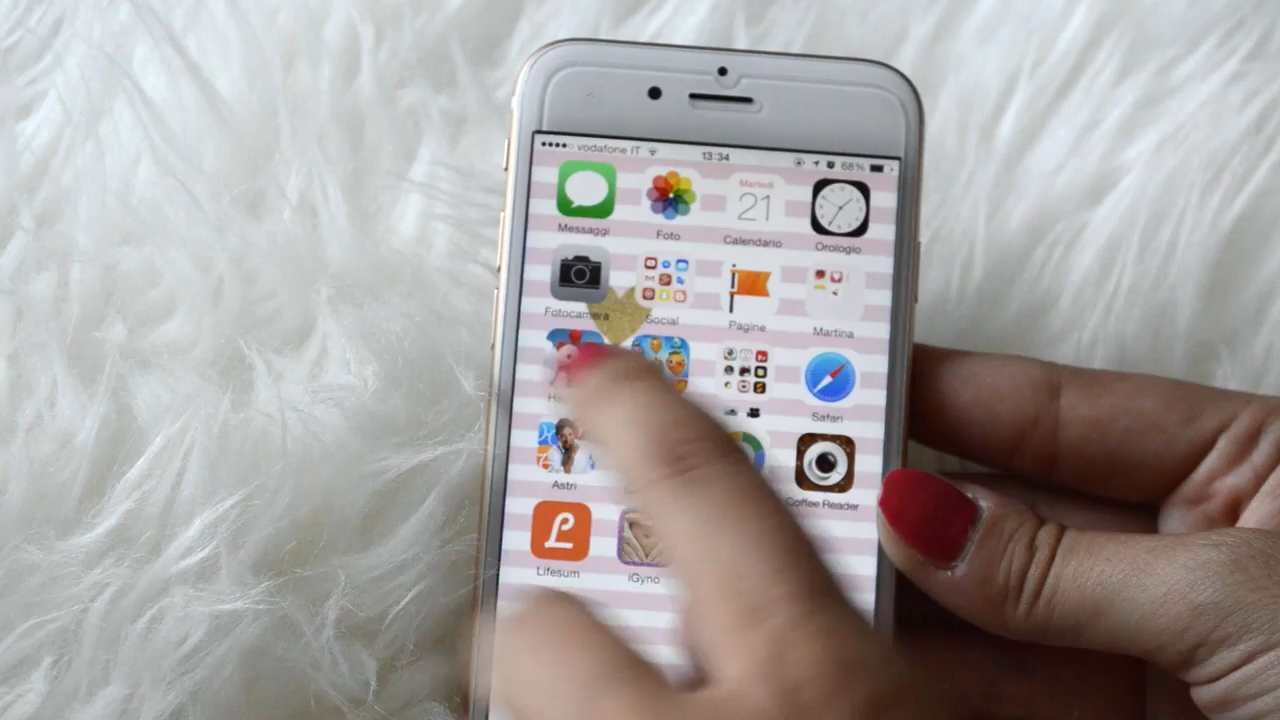 vodafone IT 13:34 68%
Martedì
21
Messaggi Foto Calendario Orologio
Fotocamera Social Pagine Martina
Safari
Astri Coffee Reader
L
Lifesum iGyno